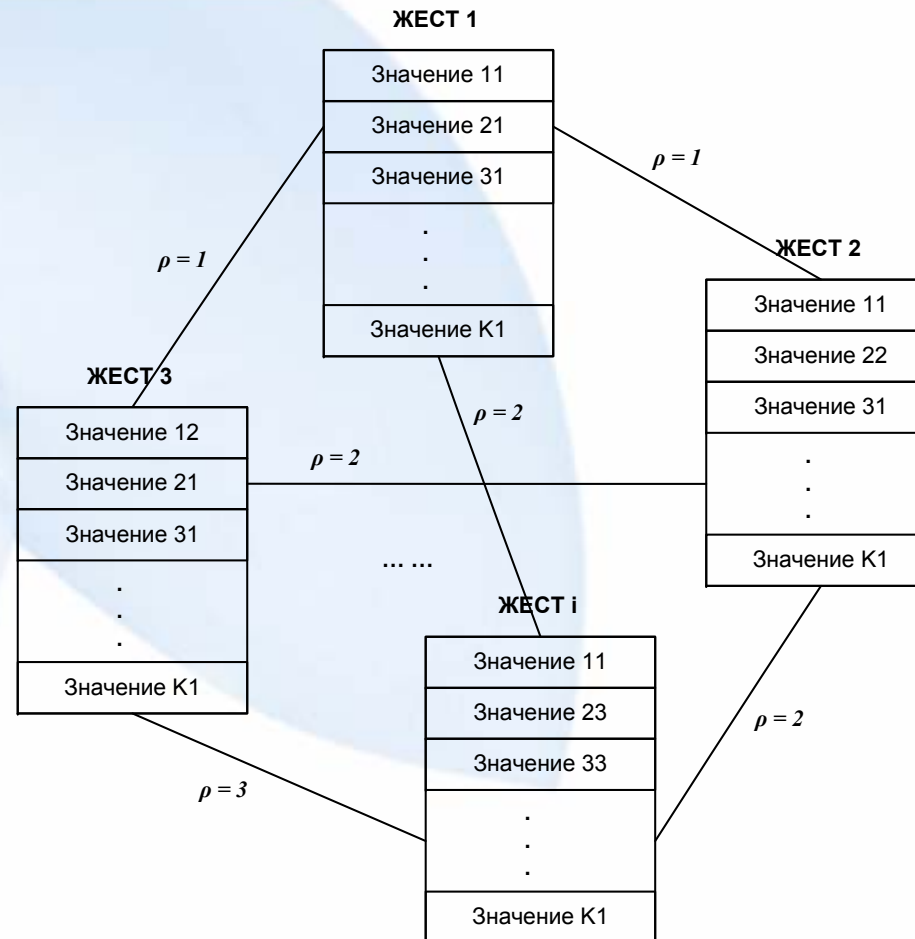 ЖЕСТ 1
Значение 11
Значение 21
Значение 31
.
.
.
Значение K1
ρ = 1
ρ = 1
ЖЕСТ 2
Значение 11
Значение 22
Значение 31
.
.
.
Значение K1
ЖЕСТ 3
Значение 12
Значение 21
Значение 31
.
.
.
Значение K1
ρ = 2
ρ = 2
... ...
ЖЕСТ i
Значение 11
Значение 23
Значение 33
.
.
.
Значение K1
ρ = 2
ρ = 3